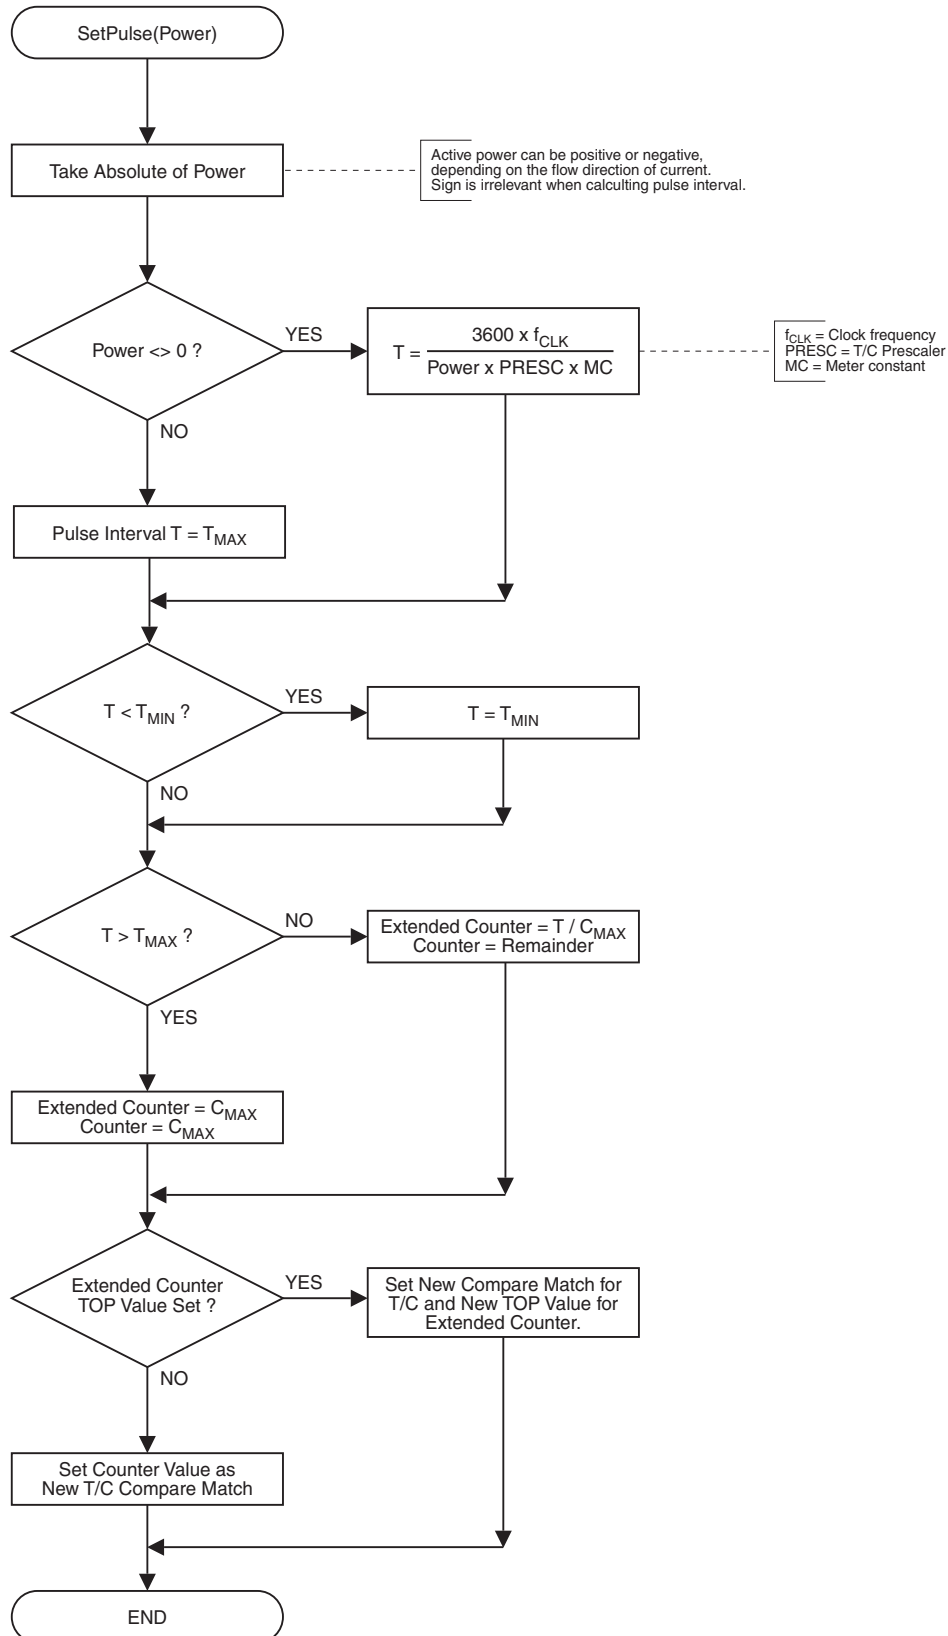 SetPulse(Power)
Take Absolute of Power
Active power can be positive or negative,
depending on the flow direction of current.
Sign is irrelevant when calculting pulse interval.
Power <> 0 ?
YES
T = 3600 x fCLK
Power x PRESC x MC
fCLK = Clock frequency
PRESC = T/C Prescaler
MC = Meter constant
NO
Pulse Interval T = TMAX
T < TMIN ?
YES
T = TMIN
NO
T > TMAX ?
NO
Extended Counter = T / CMAX
Counter = Remainder
YES
Extended Counter = CMAX
Counter = CMAX
Extended Counter
TOP Value Set ?
YES
Set New Compare Match for
T/C and New TOP Value for
Extended Counter.
NO
Set Counter Value as
New T/C Compare Match
END